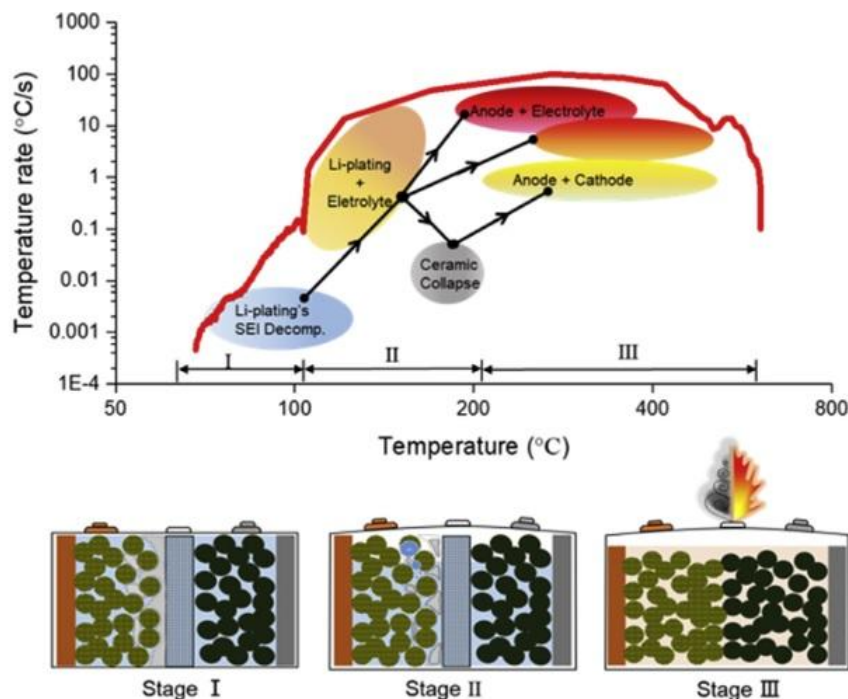 1000
100
10
1
0.1
0.01
0.001
1E-4
Temperature rate (°C/s)
Anode + Electrolyte
Li-plating
+
Eletrolyte
Anode + Cathode
Ceramic
Collapse
Li-plating's
SEI Decomp.
I
II
III
50
100
200
400
800
Temperature (°C)
Stage I
Stage II
Stage III